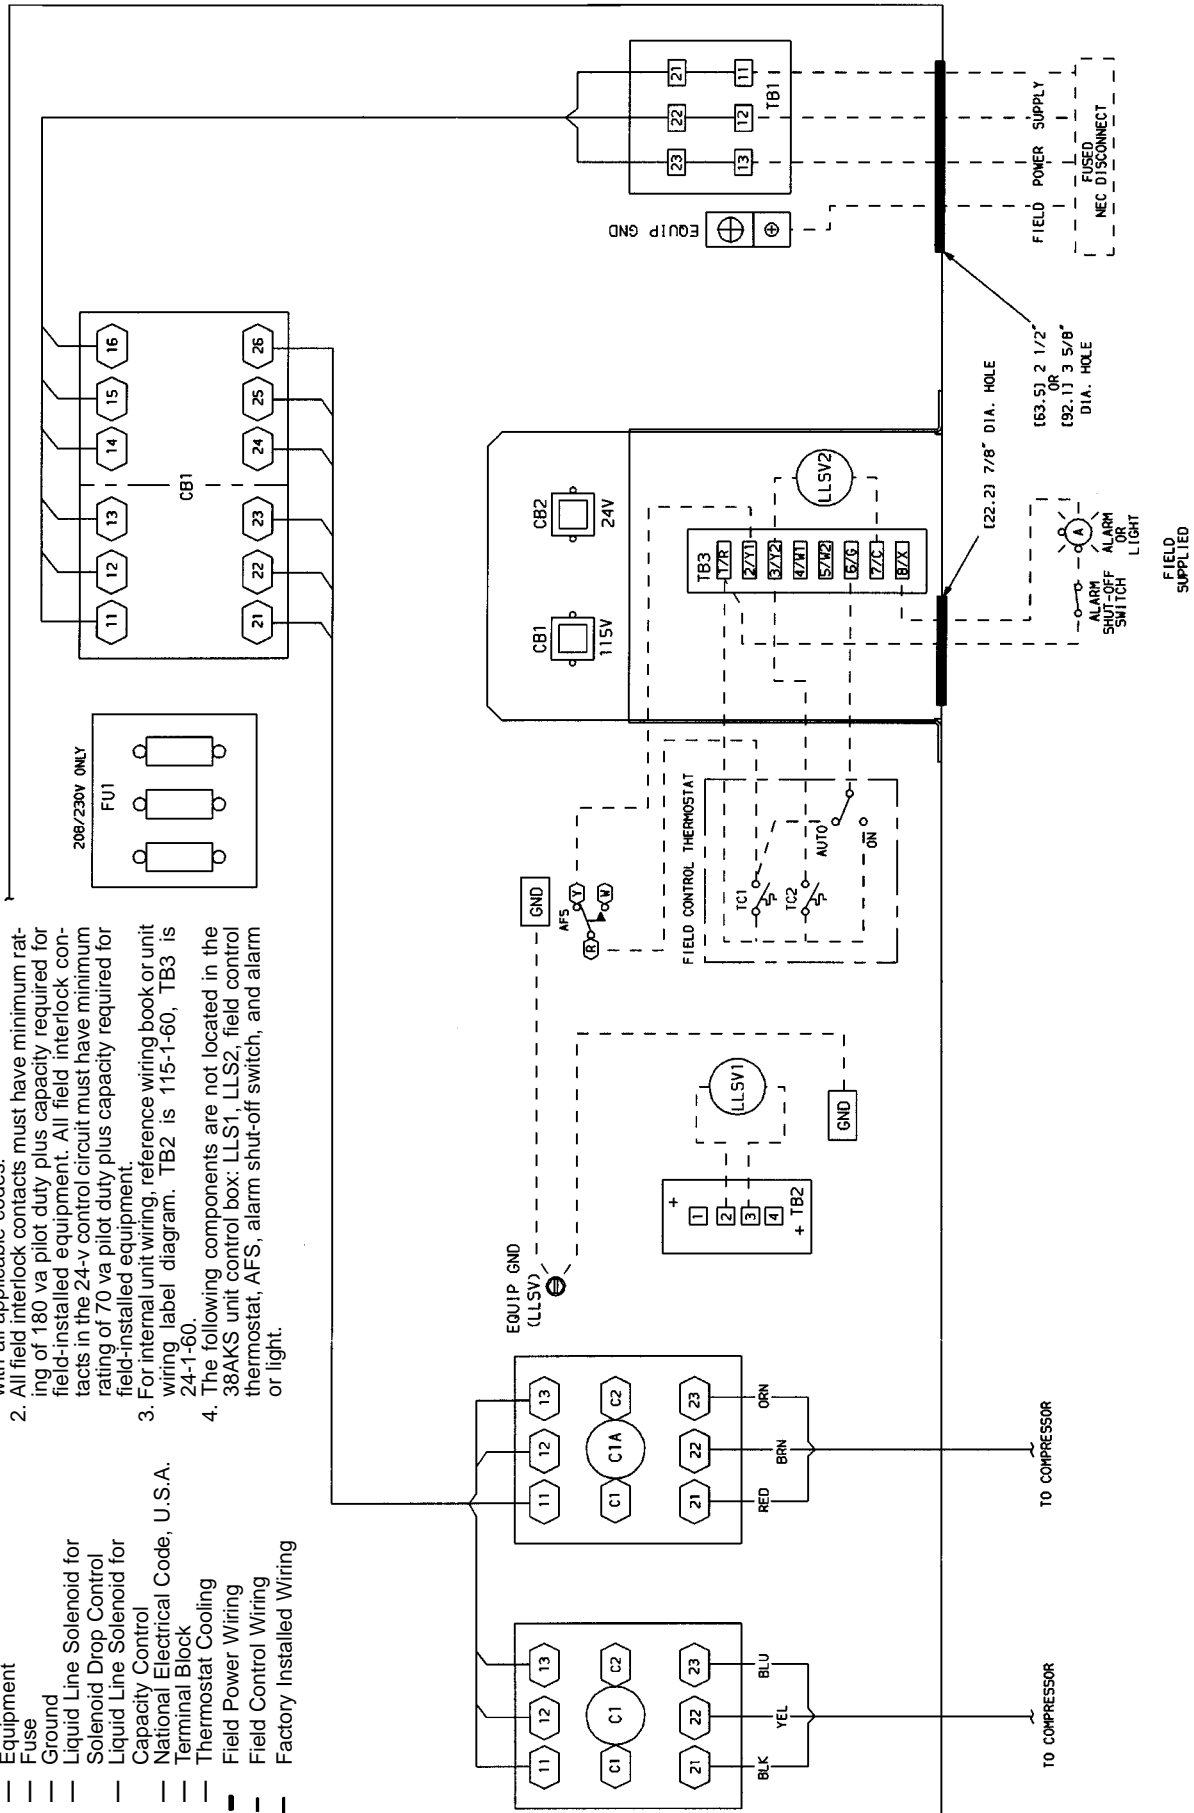 Equipment
— Fuse
— Ground
— Liquid Line Solenoid for
Solenoid Drop Control
— Liquid Line Solenoid for
Capacity Control
— National Electrical Code, U.S.A.
— Terminal Block
— Thermostat Cooling
Field Power Wiring
Field Control Wiring
Factory Installed Wiring
with all applicable codes.
2. All field interlock contacts must have minimum rat-
ing of 180 va pilot duty plus capacity required for
field-installed equipment. All field interlock con-
tacts in the 24-v control circuit must have minimum
rating of 70 va pilot duty plus capacity required for
field-installed equipment.
3. For internal unit wiring, reference wiring book or unit
wiring label diagram. TB2 is 115-1-60, TB3 is
24-1-60.
4. The following components are not located in the
38AKS unit control box: LLS1, LLS2, field control
thermostat, AFS, alarm shut-off switch, and alarm
or light.
208/230V ONLY
FU1
11 12 13 14 15 16
CB1
21 22 23 24 25 26
21 22 23
11 12 13
TB1
EQUIP GND
FIELD POWER SUPPLY
FUSED
NEC DISCONNECT
[63.5] 2 1/2"
OR
[92.1] 3 5/8"
DIA. HOLE
[22.2] 7/8" DIA. HOLE
CB1
115V
CB2
24V
TB3
1/R
2/Y1
3/Y2
4/W1
5/W2
6/G
7/C
8/X
LLSV2
ALARM
SHUT-OFF
SWITCH
A
ALARM
OR
LIGHT
FIELD
SUPPLIED
GND
AFS
R
Y
W
FIELD CONTROL THERMOSTAT
TC1
TC2
AUTO
ON
LLSV1
GND
1
2
3
4
+
+ TB2
EQUIP GND
(LLSV)
11 12 13
C1 C1A C2
21 22 23
RED BRN ORN
TO COMPRESSOR
11 12 13
C1 C1 C2
21 22 23
BLK YEL BLU
TO COMPRESSOR